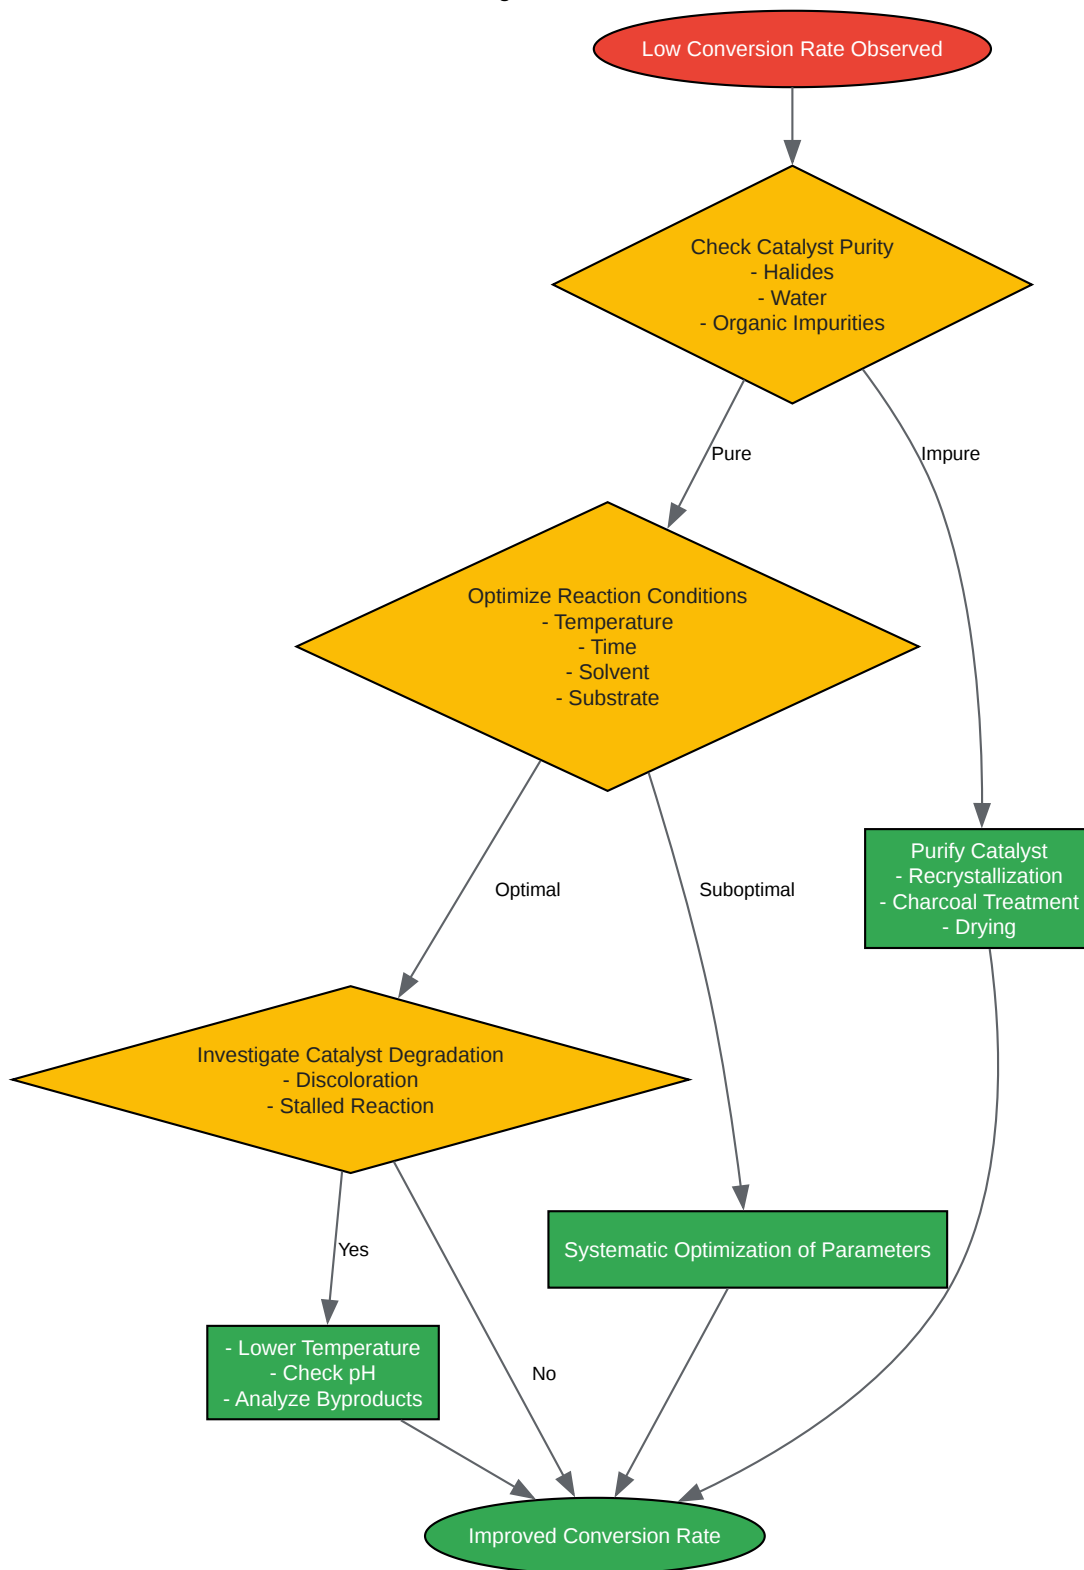 Low Conversion Rate Observed
Check Catalyst Purity
- Halides
- Water
- Organic Impurities
Pure
Impure
Optimize Reaction Conditions
- Temperature
- Time
- Solvent
- Substrate
Optimal
Suboptimal
Purify Catalyst
- Recrystallization
- Charcoal Treatment
- Drying
Investigate Catalyst Degradation
- Discoloration
- Stalled Reaction
Yes
No
Systematic Optimization of Parameters
- Lower Temperature
- Check pH
- Analyze Byproducts
Improved Conversion Rate